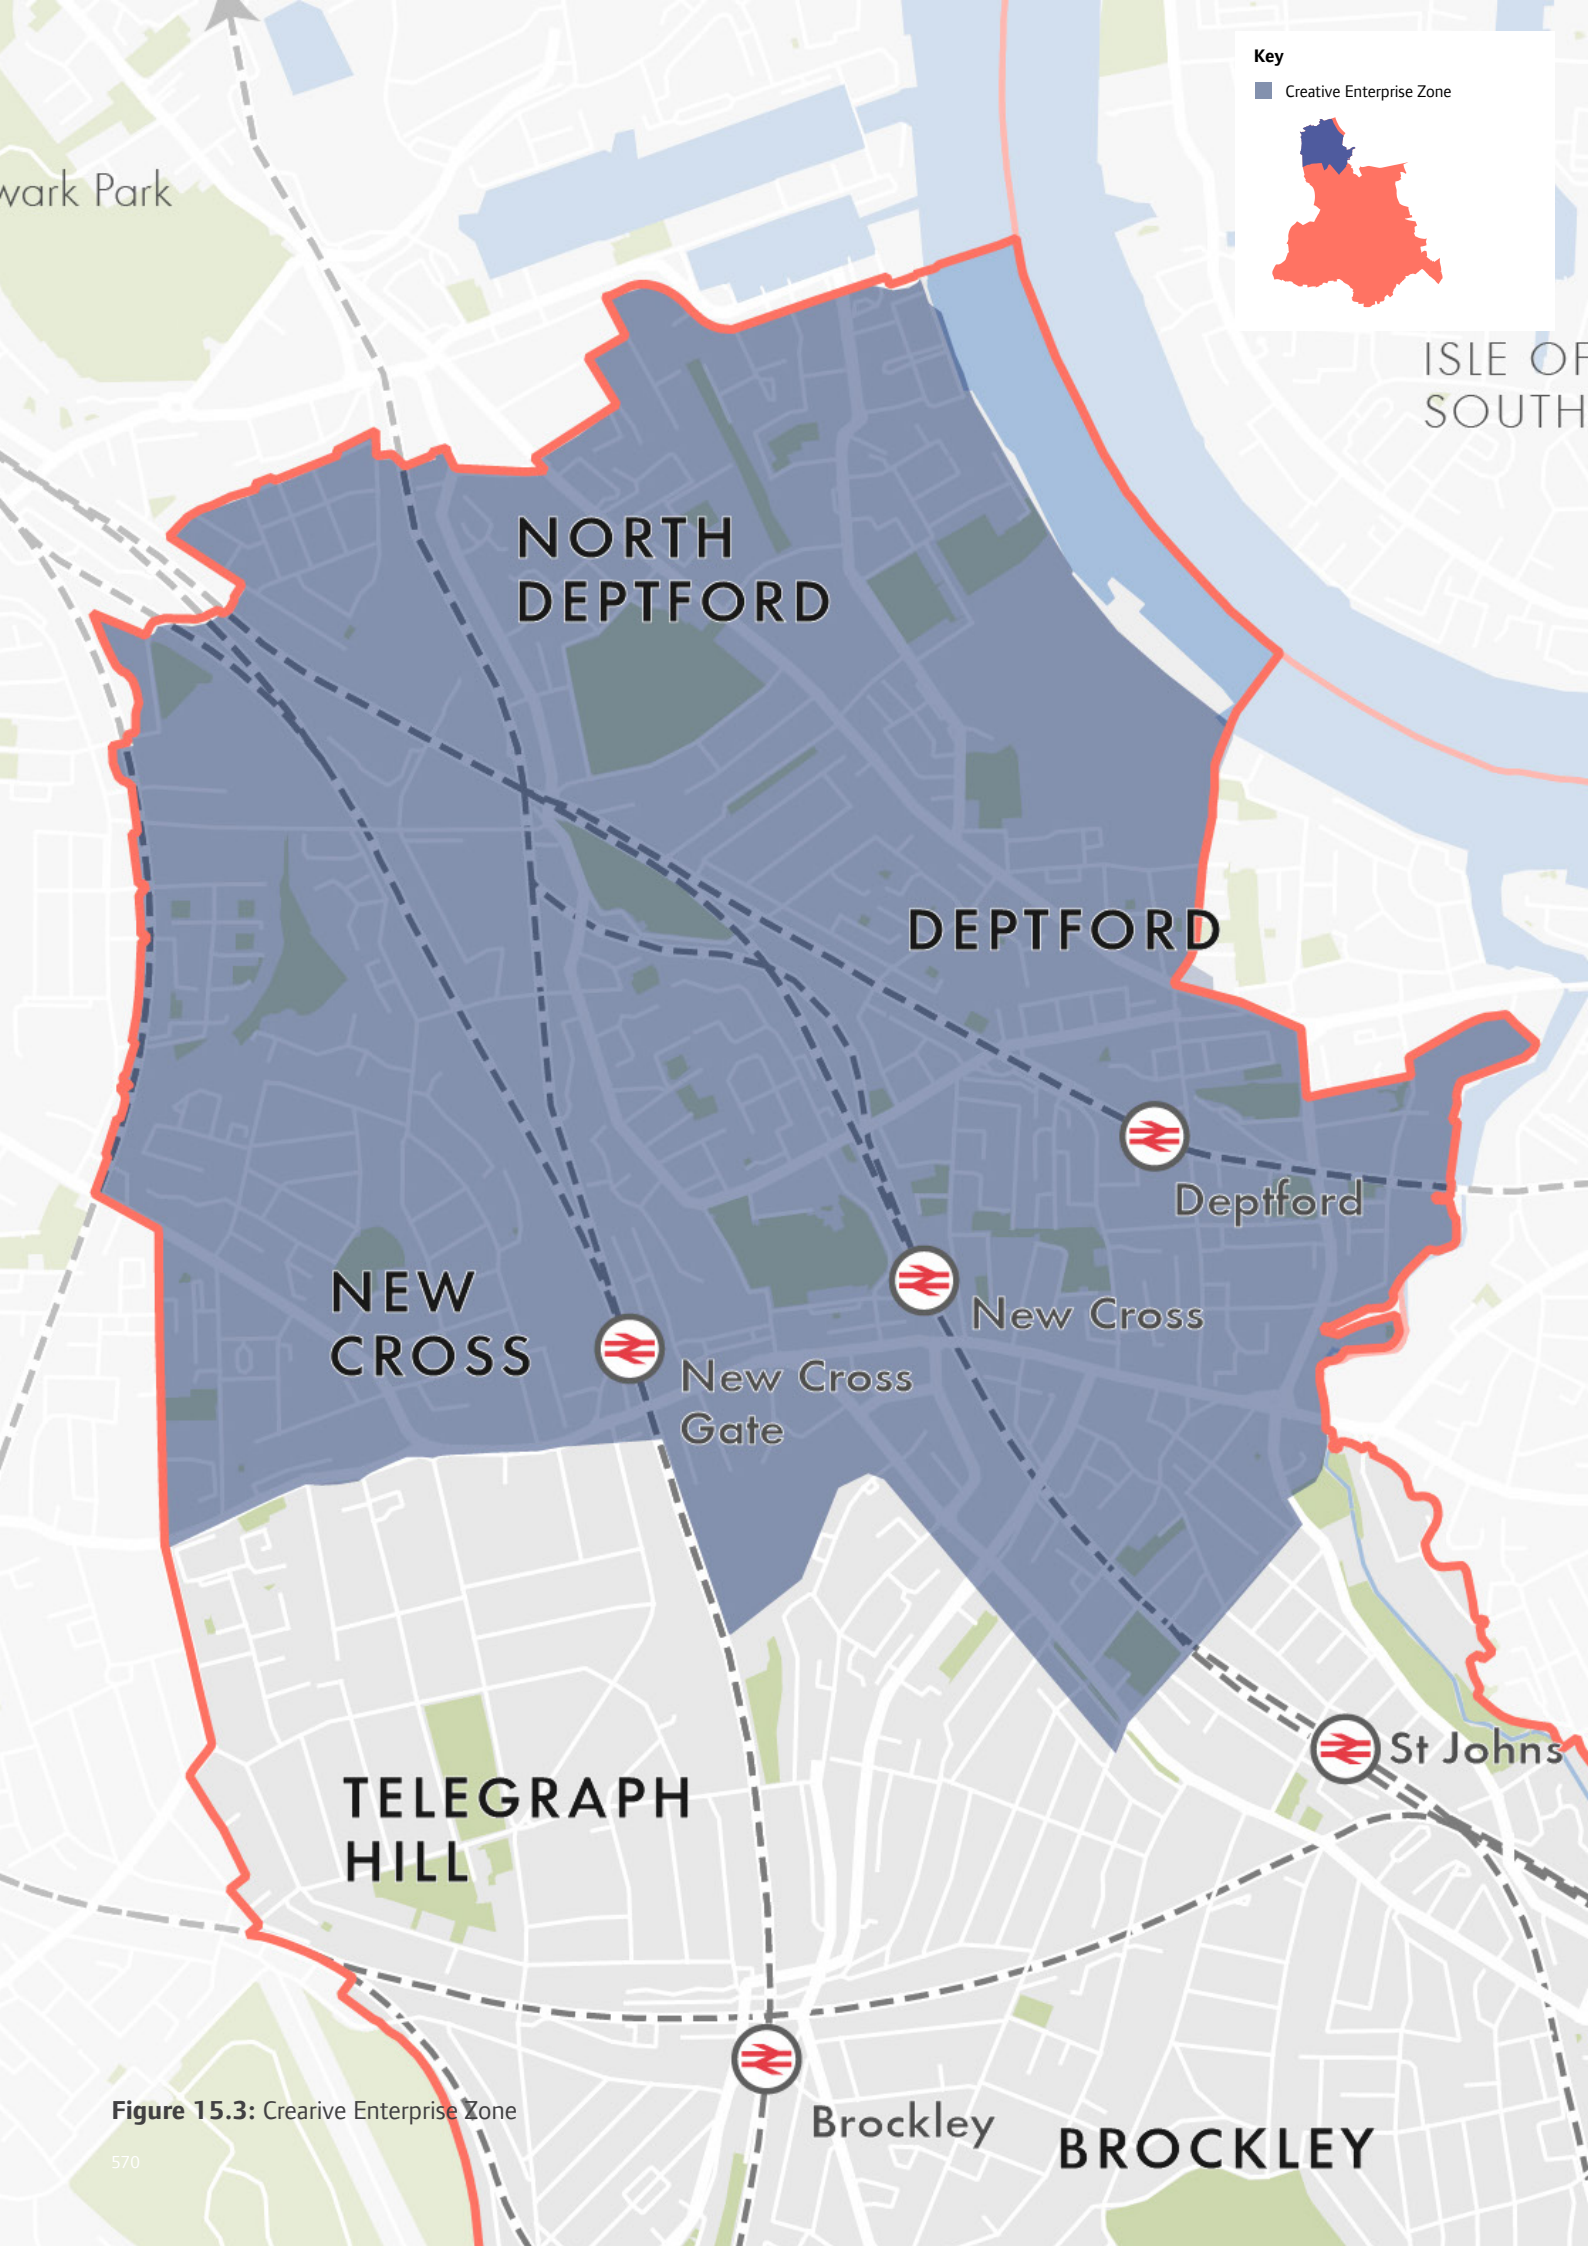 Key
Creative Enterprise Zone
wark Park
ISLE OF
SOUTH
NORTH
DEPTFORD
DEPTFORD
Deptford
NEW
CROSS
New Cross
New Cross
Gate
St Johns
TELEGRAPH
HILL
Figure 15.3: Crearive Enterprise Zone
Brockley
BROCKLEY
570